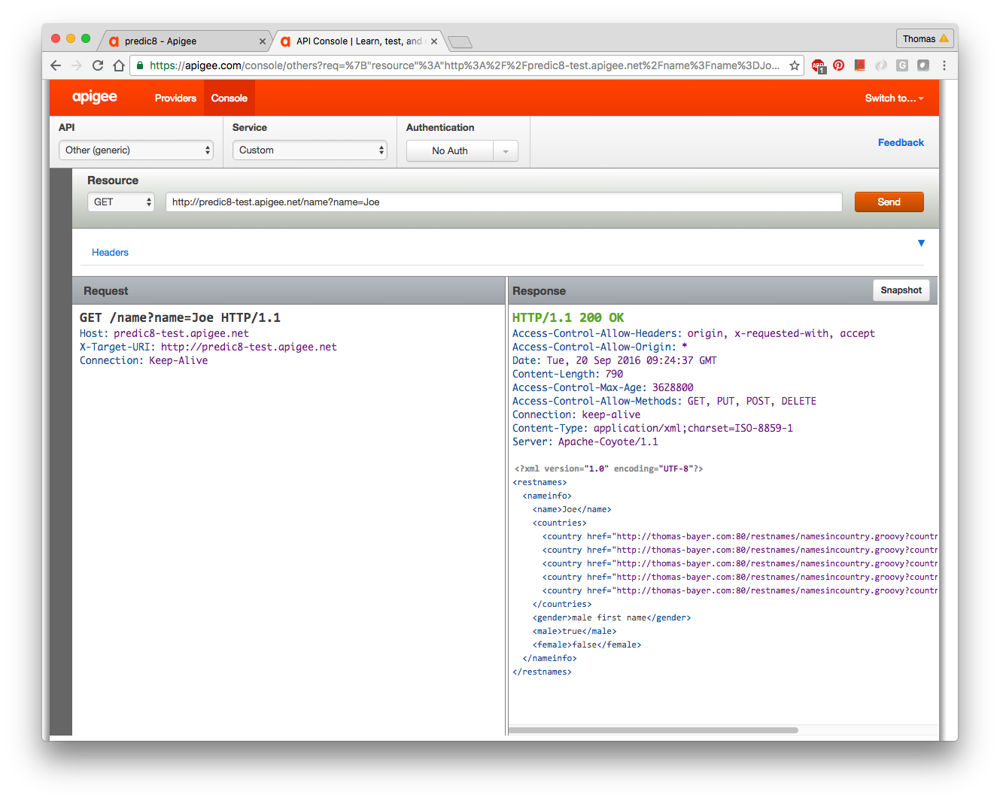 predic8 - Apigee
API Console | Learn, test, and
Thomas
https://apigee.com/console/others?req=%7B"resource"%3A"http%3A%2F%2Fpredic8-test.apigee.net%2Fname%3Fname%3DJo...
ABP
1
G
apigee
Providers
Console
Switch to...
API
Service
Authentication
Other (generic)
Custom
No Auth
Feedback
Resource
GET
http://predic8-test.apigee.net/name?name=Joe
Send
Headers
Request
GET /name?name=Joe HTTP/1.1
Host: predic8-test.apigee.net
X-Target-URI: http://predic8-test.apigee.net
Connection: Keep-Alive
Response
Snapshot
HTTP/1.1 200 OK
Access-Control-Allow-Headers: origin, x-requested-with, accept
Access-Control-Allow-Origin: *
Date: Tue, 20 Sep 2016 09:24:37 GMT
Content-Length: 790
Access-Control-Max-Age: 3628800
Access-Control-Allow-Methods: GET, PUT, POST, DELETE
Connection: keep-alive
Content-Type: application/xml;charset=ISO-8859-1
Server: Apache-Coyote/1.1
<?xml version="1.0" encoding="UTF-8"?>
<restnames>
<nameinfo>
<name>Joe</name>
<countries>
<country href="http://thomas-bayer.com:80/restnames/namesincountry.groovy?countr
<country href="http://thomas-bayer.com:80/restnames/namesincountry.groovy?countr
<country href="http://thomas-bayer.com:80/restnames/namesincountry.groovy?countr
<country href="http://thomas-bayer.com:80/restnames/namesincountry.groovy?countr
<country href="http://thomas-bayer.com:80/restnames/namesincountry.groovy?countr
</countries>
<gender>male first name</gender>
<male>true</male>
<female>false</female>
</nameinfo>
</restnames>